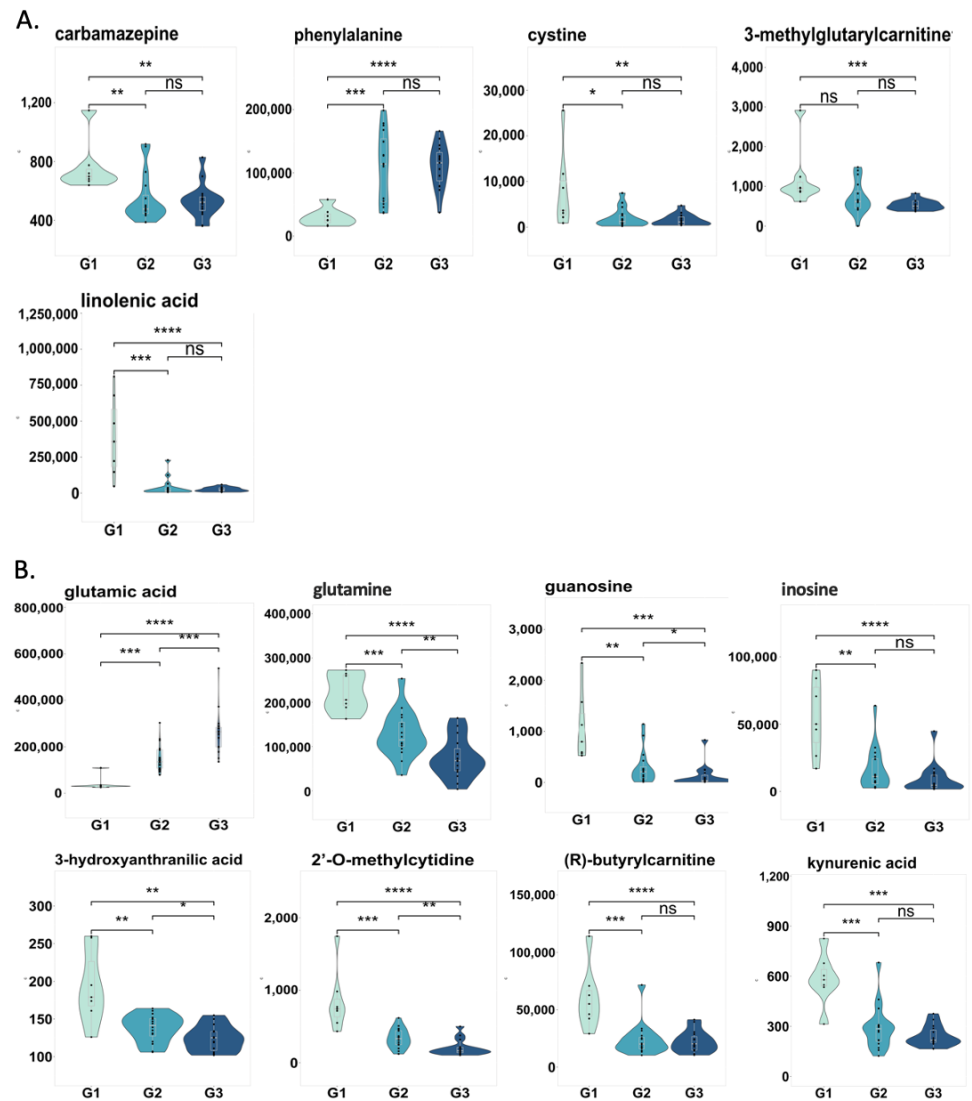 A.
carbamazepine
**
** ns
1,200
800
400
G1 G2 G3
phenylalanine
****
*** ns
200,000
100,000
0
G1 G2 G3
cystine
**
* ns
30,000
20,000
10,000
0
G1 G2 G3
3-methylglutarylcarnitine
***
ns ns
4,000
3,000
2,000
1,000
0
G1 G2 G3
linolenic acid
1,250,000
1,000,000
750,000
500,000
250,000
0
****
*** ns
G1 G2 G3
B.
glutamic acid
800,000
600,000
400,000
200,000
0
****
*** ***
G1 G2 G3
glutamine
400,000
300,000
200,000
100,000
0
****
*** **
G1 G2 G3
guanosine
3,000
2,000
1,000
0
***
** *
G1 G2 G3
inosine
100,000
50,000
0
****
** ns
G1 G2 G3
3-hydroxyanthranilic acid
300
250
200
150
100
**
** *
G1 G2 G3
2’-O-methylcytidine
2,000
1,000
0
****
*** **
G1 G2 G3
(R)-butyrylcarnitine
150,000
100,000
50,000
0
****
*** ns
G1 G2 G3
kynurenic acid
1,200
900
600
300
0
***
*** ns
G1 G2 G3